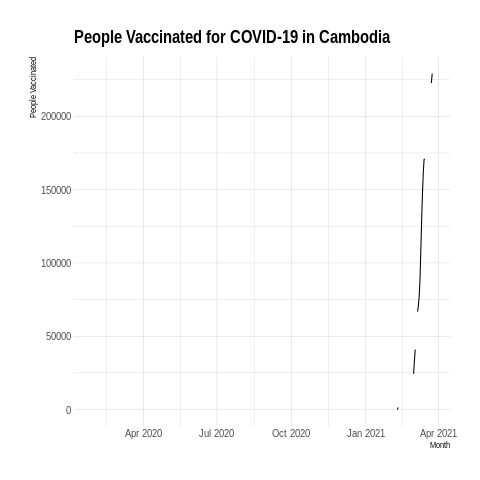 People Vaccinated for COVID-19 in Cambodia
People Vaccinated
200000
150000
100000
50000
0
Apr 2020 Jul 2020 Oct 2020 Jan 2021 Apr 2021
Month